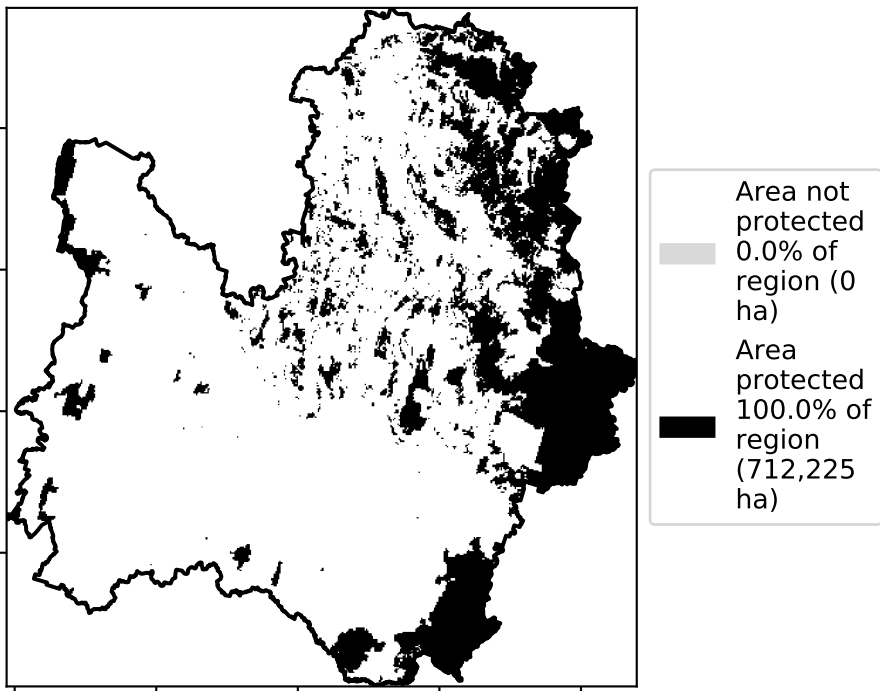 Area not
protected
0.0% of
region (0
ha)
Area
protected
100.0% of
region
(712,225
ha)